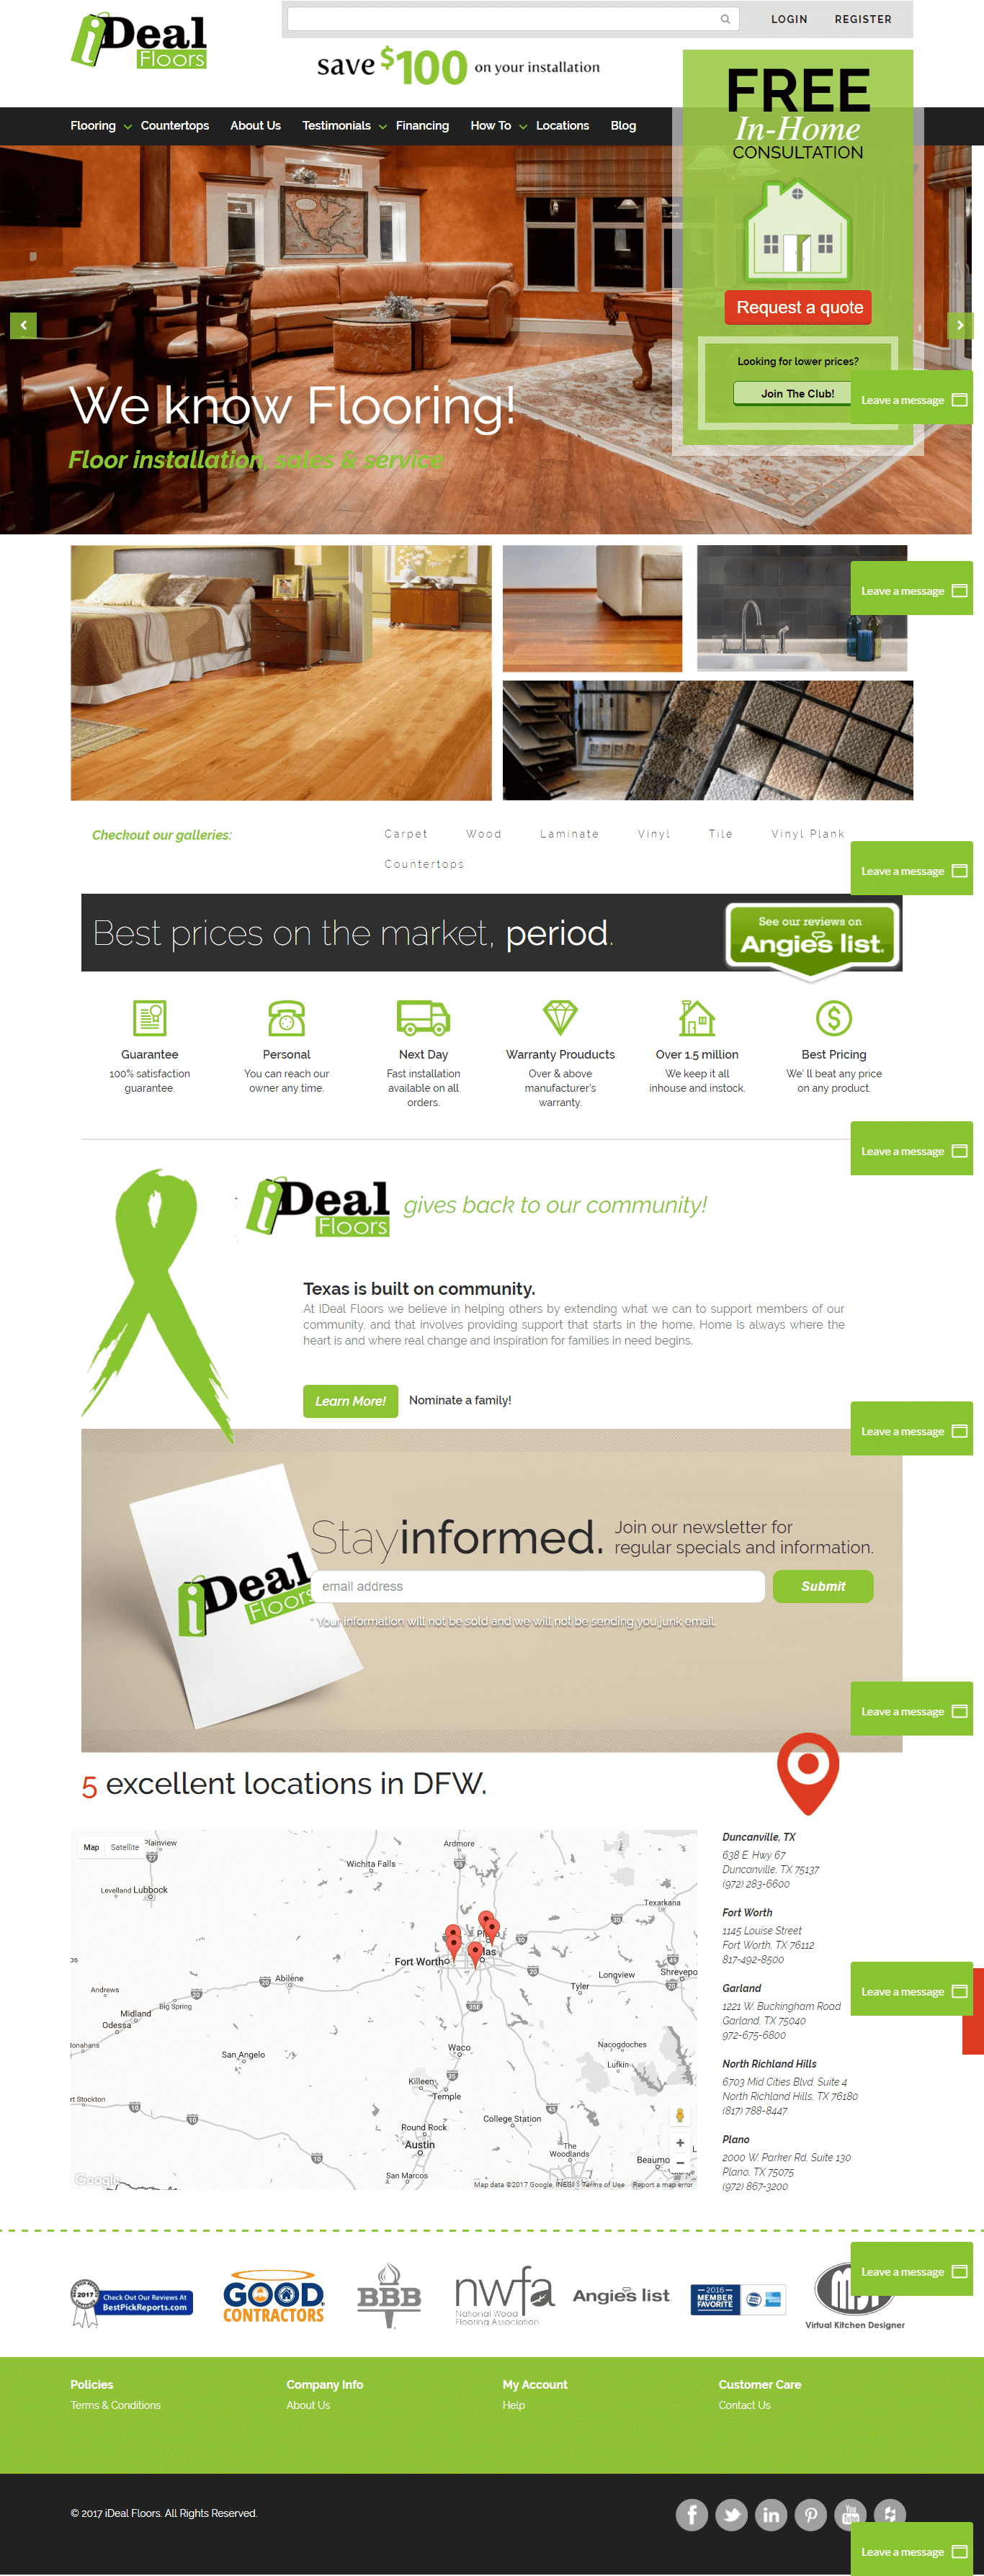 iDeal
Floors
LOGIN
REGISTER
save $100 on your installation
FREE
In-Home
CONSULTATION
Flooring
Countertops
About Us
Testimonials
Financing
How To
Locations
Blog
Request a quote
Looking for lower prices?
Join The Club!
Leave a message
We know Flooring!
Floor installation, sales & service
Leave a message
Checkout our galleries:
Carpet
Wood
Laminate
Vinyl
Tile
Vinyl Plank
Countertops
Leave a message
Best prices on the market, period.
See our reviews on
Angie's list.
Guarantee
100% satisfaction
guarantee.
Personal
You can reach our
owner any time.
Next Day
Fast installation
available on all
orders.
Warranty Prouducts
Over & above
manufacturer's
warranty.
Over 1.5 million
We keep it all
inhouse and instock.
Best Pricing
We' ll beat any price
on any product.
Leave a message
iDeal
Floors
gives back to our community!
Texas is built on community.
At iDeal Floors we believe in helping others by extending what we can to support members of our
community, and that involves providing support that starts in the home. Home is always where the
heart is and where real change and inspiration for families in need begins.
Learn More!
Nominate a family!
Leave a message
iDeal
Floors
Stay informed.
Join our newsletter for
regular specials and information.
email address
Submit
* Your information will not be sold and we will not be sending you junk email.
Leave a message
5 excellent locations in DFW.
Map
Satellite
Plainview
Ardmore
Wichita Falls
Levelland
Lubbock
Texarkana
Fort Worth
Abilene
Longview
Shrevepo
Tyler
Andrews
Big Spring
Midland
Odessa
San Angelo
Waco
Nacogdoches
Lufkin
Killeen
Temple
rt Stockton
College Station
Round Rock
Austin
The
Woodlands
Beaumo
San Marcos
Google
Map data ©2017 Google, INEGI
Terms of Use
Report a map error
Duncanville, TX
638 E. Hwy 67
Duncanville, TX 75137
(972) 283-6600
Fort Worth
1145 Louise Street
Fort Worth, TX 76112
817-492-8500
Garland
1221 W. Buckingham Road
Garland, TX 75040
972-675-6800
Leave a message
North Richland Hills
6703 Mid Cities Blvd. Suite 4
North Richland Hills, TX 76180
(817) 788-8447
Plano
2000 W. Parker Rd, Suite 130
Plano, TX 75075
(972) 867-3200
Leave a message
2017
Check Out Our Reviews At
BestPickReports.com
GOOD
CONTRACTORS
BBB
nwfa
National Wood
Flooring Association
Angie's list
2016
MEMBER
FAVORITE
Virtual Kitchen Designer
Policies
Terms & Conditions
Company Info
About Us
My Account
Help
Customer Care
Contact Us
© 2017 iDeal Floors. All Rights Reserved.
You
Tube
Leave a message